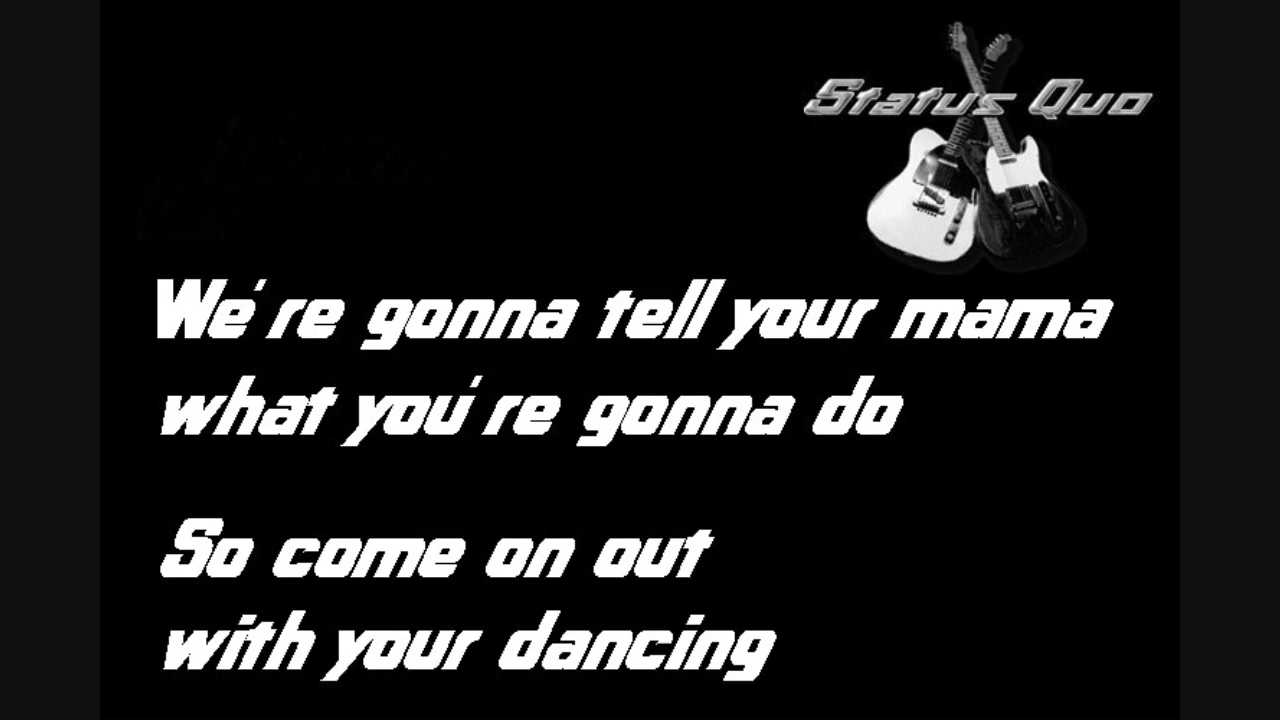 Status Quo
We're gonna tell your mama
what you're gonna do
So come on out
with your dancing